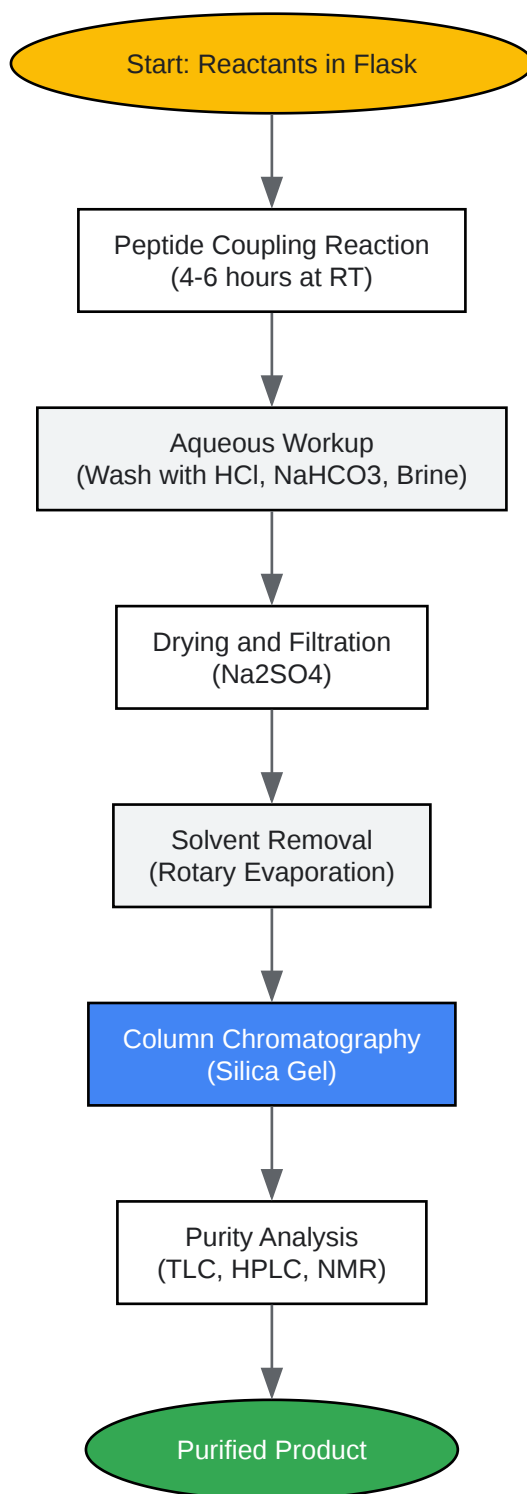 Start: Reactants in Flask
Peptide Coupling Reaction
(4-6 hours at RT)
Aqueous Workup
(Wash with HCl, NaHCO3, Brine)
Drying and Filtration
(Na2SO4)
Solvent Removal
(Rotary Evaporation)
Column Chromatography
(Silica Gel)
Purity Analysis
(TLC, HPLC, NMR)
Purified Product